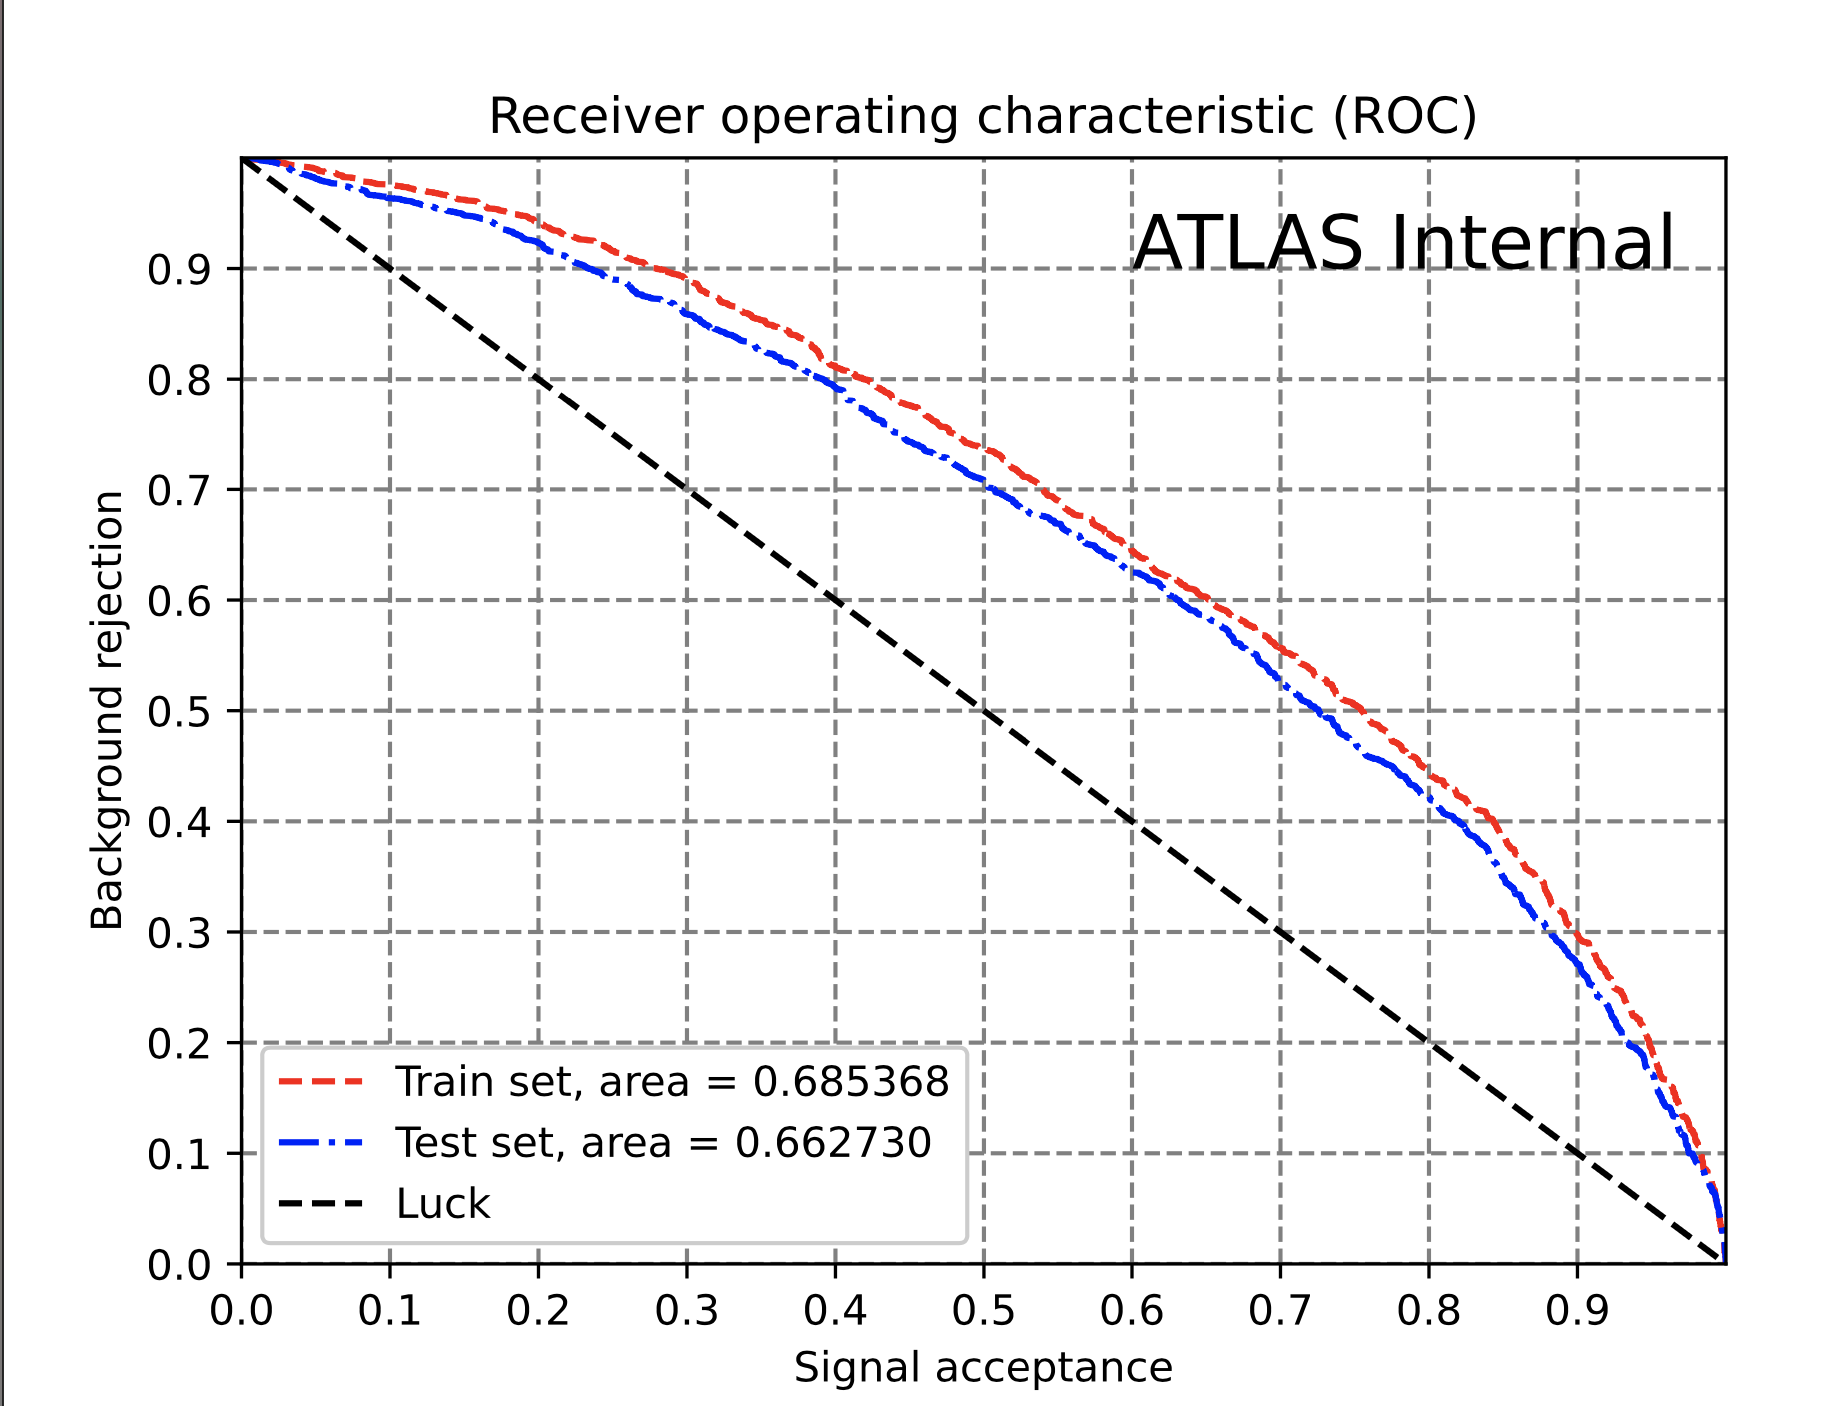 Receiver operating characteristic (ROC)
ATLAS Internal
Background rejection
0.9
0.8
0.7
0.6
0.5
0.4
0.3
0.2
0.1
0.0
Train set, area = 0.685368
Test set, area = 0.662730
Luck
0.0 0.1 0.2 0.3 0.4 0.5 0.6 0.7 0.8 0.9
Signal acceptance